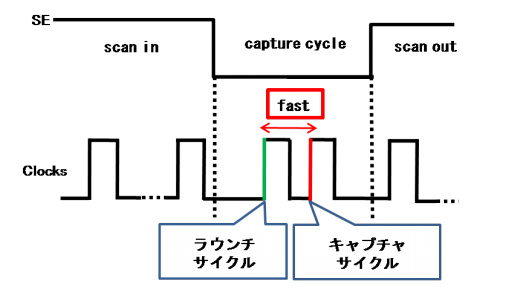 SE
scan in
capture cycle
scan out
fast
Clocks
ラウンチ
サイクル
キャプチャ
サイクル